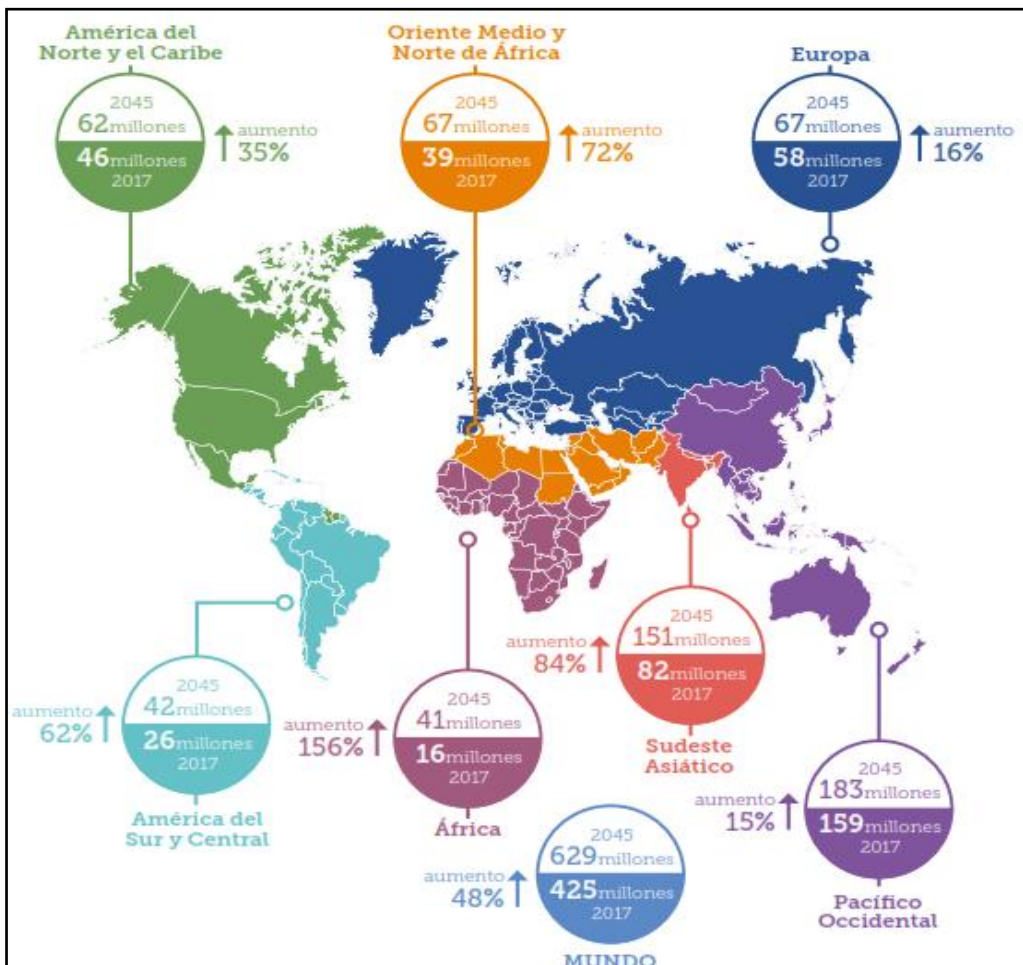 América del
Norte y el Caribe
2045
62millones
46millones
2017
aumento
35%
Oriente Medio y
Norte de África
2045
67millones
39millones
2017
aumento
72%
Europa
2045
67millones
58millones
2017
aumento
16%
2045
42millones
26millones
2017
aumento
62%
América del
Sur y Central
2045
41millones
16millones
2017
aumento
156%
África
2045
151millones
82millones
2017
aumento
84%
Sudeste
Asiático
2045
183millones
159millones
2017
aumento
15%
Pacífico
Occidental
2045
629millones
425millones
2017
aumento
48%
MUNDO